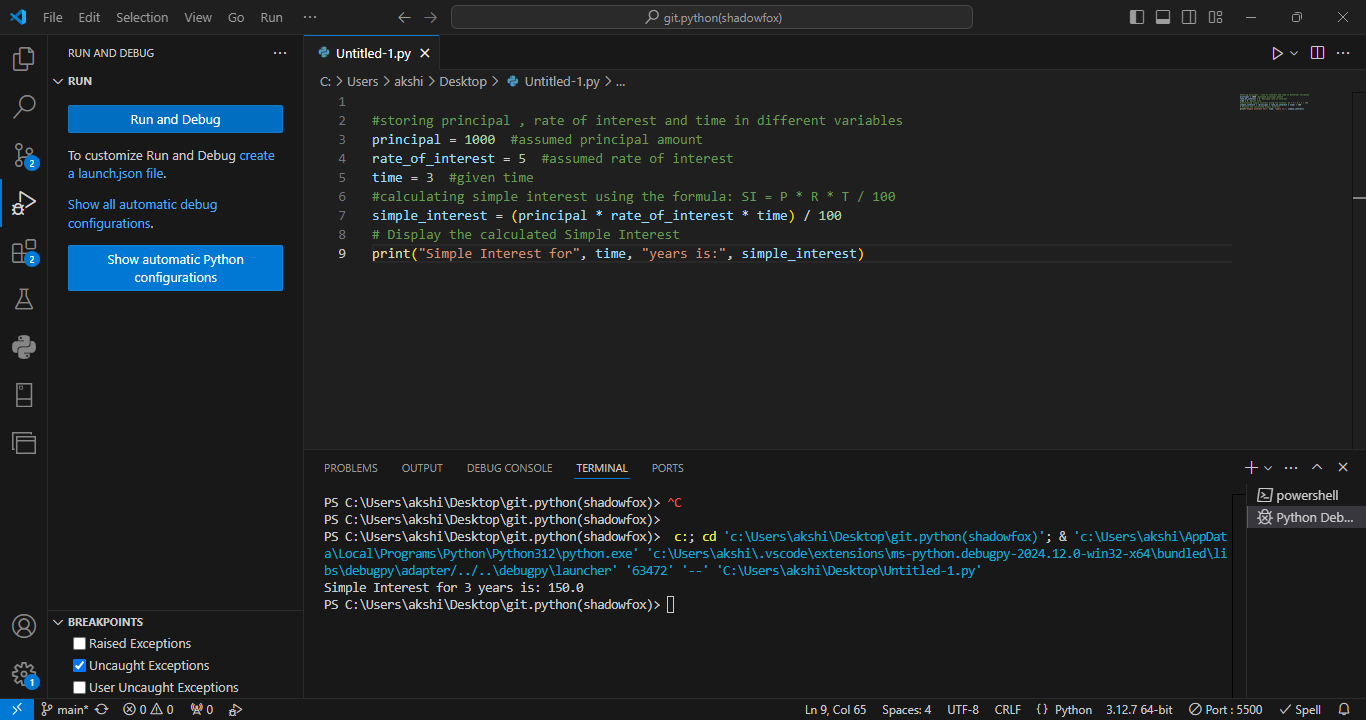 File Edit Selection View Go Run ···
git.python(shadowfox)
RUN AND DEBUG ···
RUN
Run and Debug
To customize Run and Debug create
a launch.json file.
Show all automatic debug
configurations.
Show automatic Python
configurations
2
2
1
BREAKPOINTS
Raised Exceptions
Uncaught Exceptions
User Uncaught Exceptions
Untitled-1.py
C: > Users > akshi > Desktop > Untitled-1.py > ...
1
2 #storing principal , rate of interest and time in different variables
3 principal = 1000  #assumed principal amount
4 rate_of_interest = 5  #assumed rate of interest
5 time = 3  #given time
6 #calculating simple interest using the formula: SI = P * R * T / 100
7 simple_interest = (principal * rate_of_interest * time) / 100
8 # Display the calculated Simple Interest
9 print("Simple Interest for", time, "years is:", simple_interest)
PROBLEMS OUTPUT DEBUG CONSOLE TERMINAL PORTS
PS C:\Users\akshi\Desktop\git.python(shadowfox)> ^C
PS C:\Users\akshi\Desktop\git.python(shadowfox)>
PS C:\Users\akshi\Desktop\git.python(shadowfox)>  c:; cd 'c:\Users\akshi\Desktop\git.python(shadowfox)'; & 'c:\Users\akshi\AppDat
a\Local\Programs\Python\Python312\python.exe' 'c:\Users\akshi\.vscode\extensions\ms-python.debugpy-2024.12.0-win32-x64\bundled\li
bs\debugpy\adapter/../..\debugpy\launcher' '63472' '--' 'C:\Users\akshi\Desktop\Untitled-1.py'
Simple Interest for 3 years is: 150.0
PS C:\Users\akshi\Desktop\git.python(shadowfox)>
powershell
Python Deb...
main* 0 0 0 Ln 9, Col 65 Spaces: 4 UTF-8 CRLF {} Python 3.12.7 64-bit Port : 5500 Spell